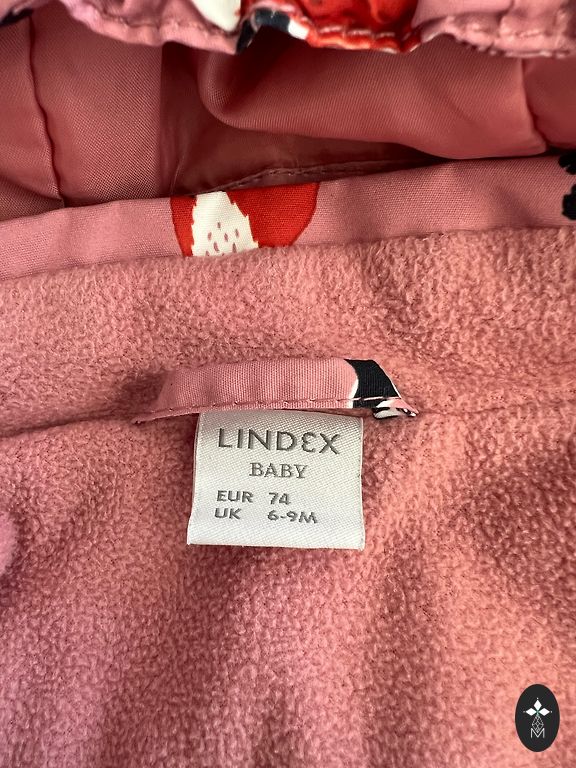 LINDEX
BABY
EUR 74
UK 6-9M
M